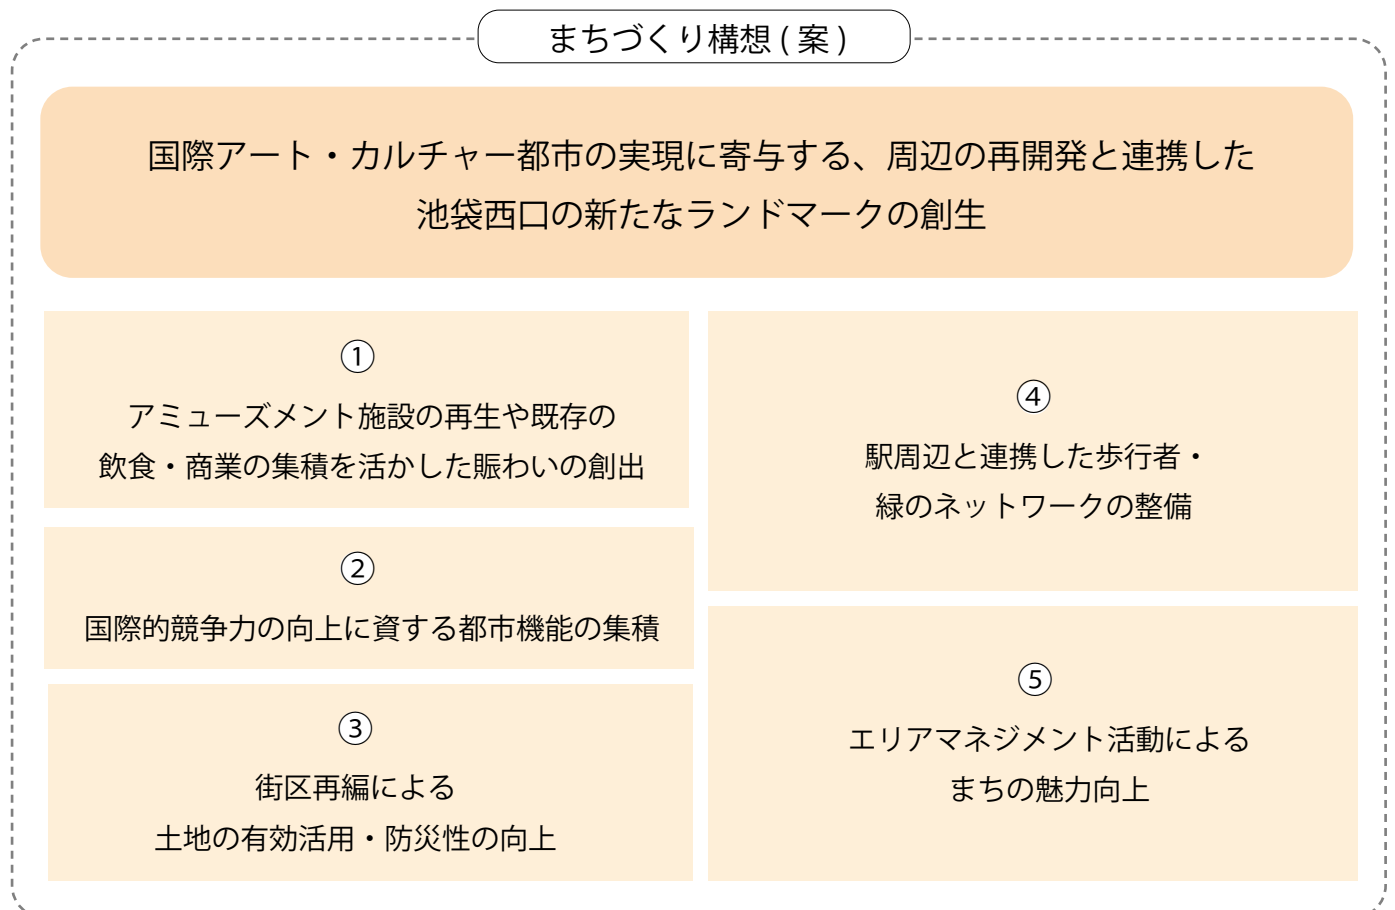 まちづくり構想 ( 案 )
国際アート・カルチャー都市の実現に寄与する、周辺の再開発と連携した
池袋西口の新たなランドマークの創生
①
アミューズメント施設の再生や既存の
飲食・商業の集積を活かした賑わいの創出
②
国際的競争力の向上に資する都市機能の集積
③
街区再編による
土地の有効活用・防災性の向上
④
駅周辺と連携した歩行者・
緑のネットワークの整備
⑤
エリアマネジメント活動による
まちの魅力向上